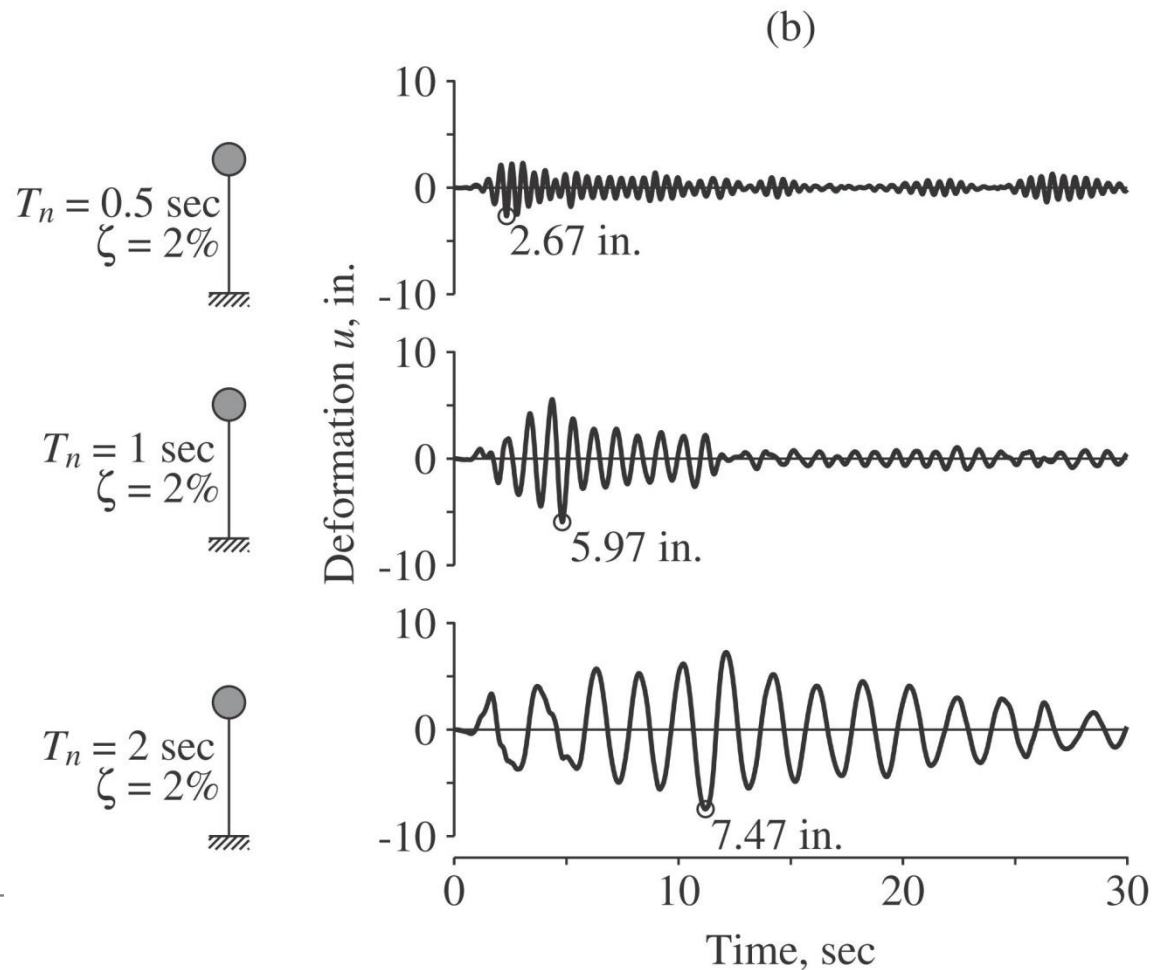 (b)
Deformation u, in.
T_n = 0.5 sec
ζ = 2%
10
0
-10
2.67 in.
T_n = 1 sec
ζ = 2%
10
0
-10
5.97 in.
T_n = 2 sec
ζ = 2%
10
0
-10
7.47 in.
0 10 20 30
Time, sec